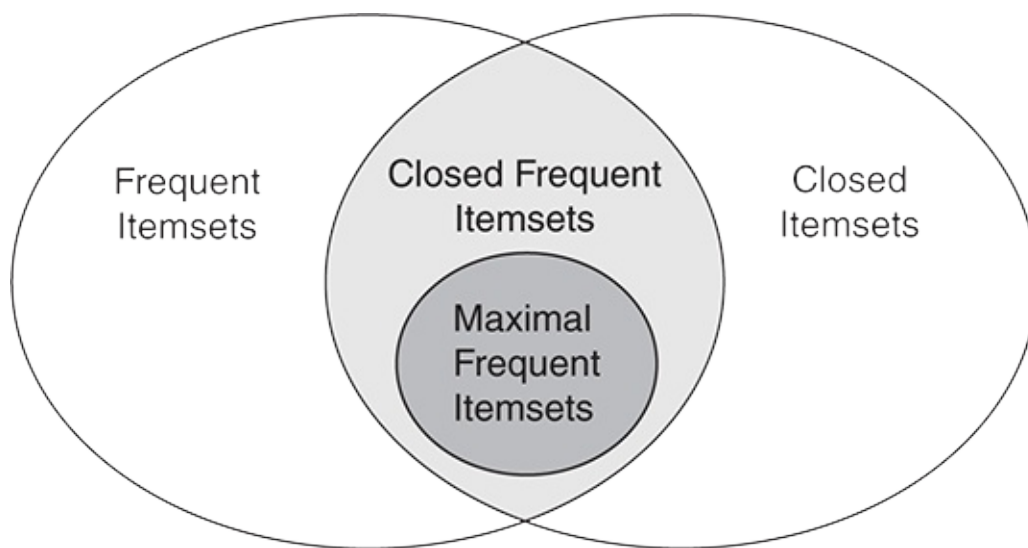 Frequent
Itemsets
Closed Frequent
Itemsets
Closed
Itemsets
Maximal
Frequent
Itemsets